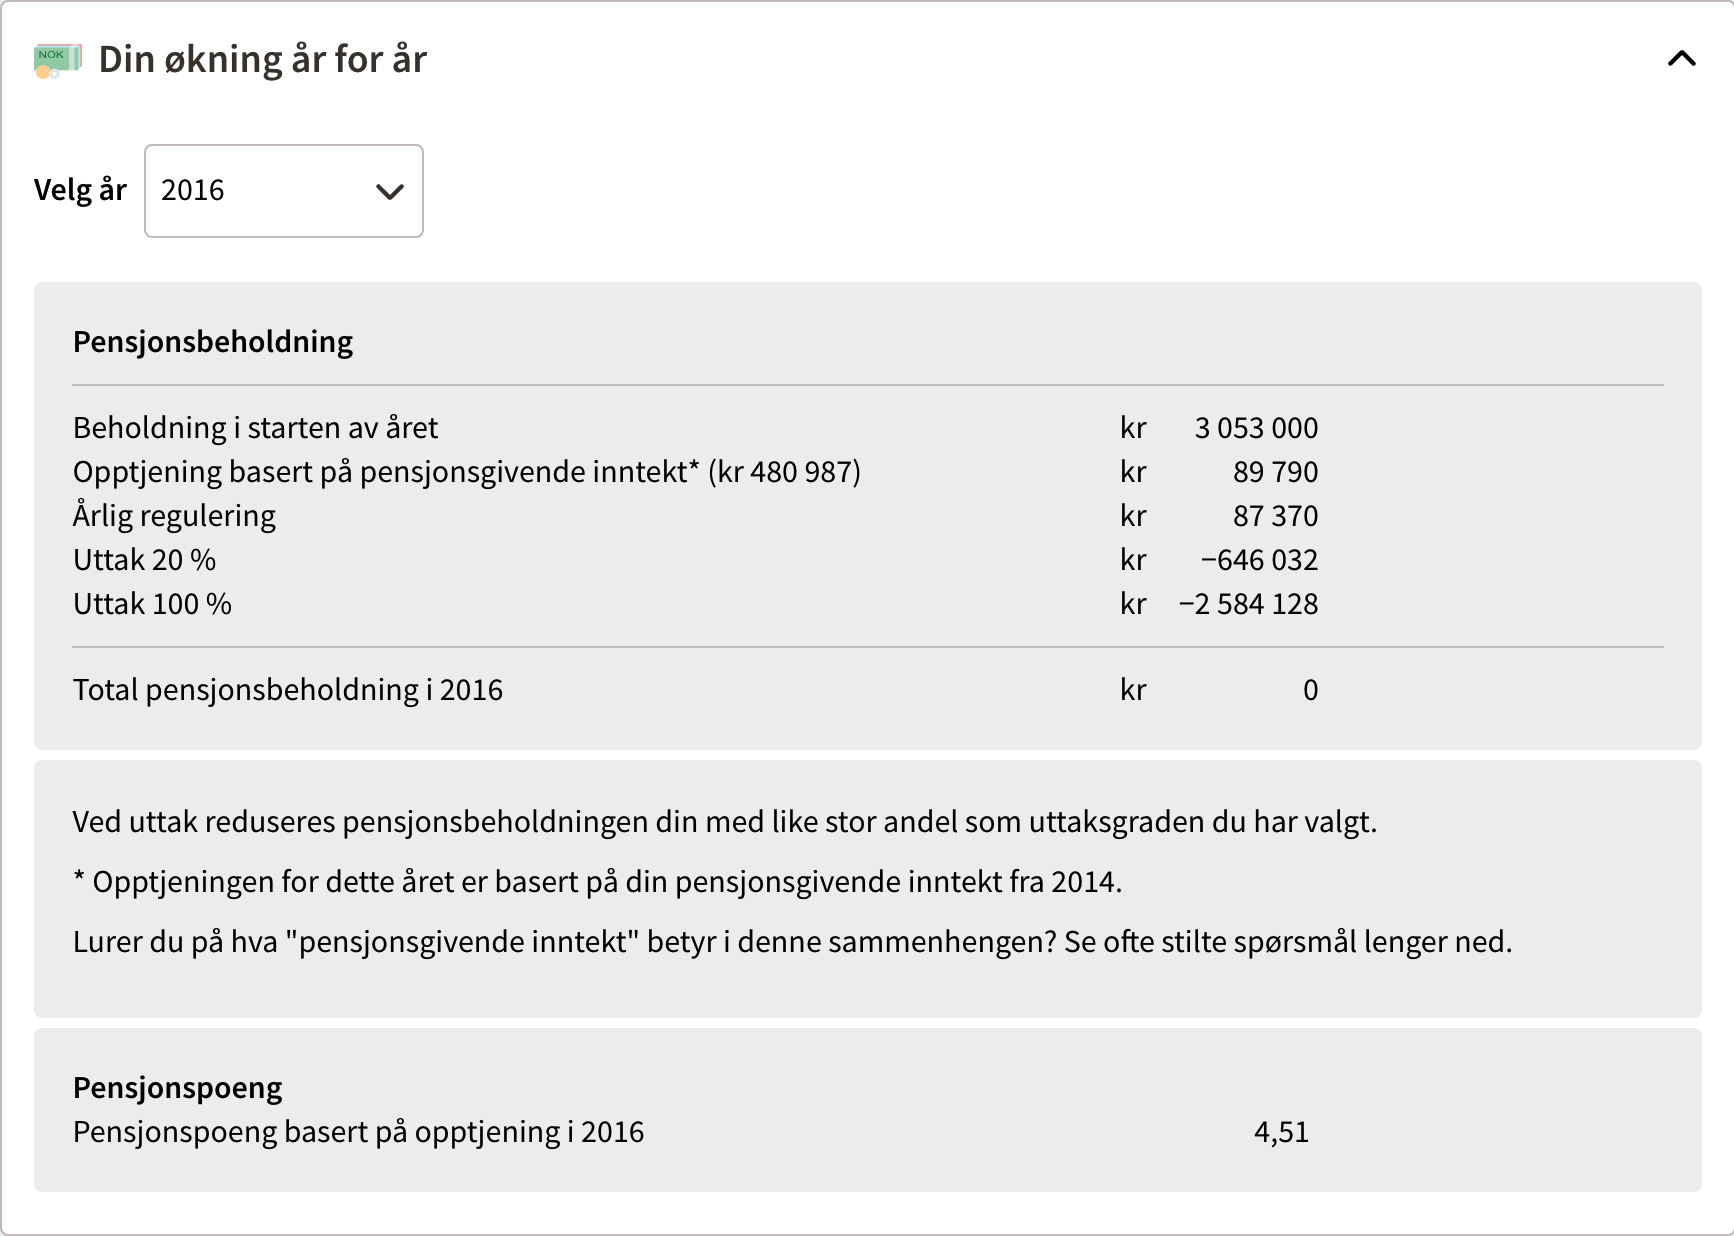 NOK
Din økning år for år
Velg år 2016
Pensjonsbeholdning
Beholdning i starten av året kr 3 053 000
Opptjening basert på pensjonsgivende inntekt* (kr 480 987) kr 89 790
Årlig regulering kr 87 370
Uttak 20 % kr −646 032
Uttak 100 % kr −2 584 128
Total pensjonsbeholdning i 2016 kr 0
Ved uttak reduseres pensjonsbeholdningen din med like stor andel som uttaksgraden du har valgt.
* Opptjeningen for dette året er basert på din pensjonsgivende inntekt fra 2014.
Lurer du på hva "pensjonsgivende inntekt" betyr i denne sammenhengen? Se ofte stilte spørsmål lenger ned.
Pensjonspoeng
Pensjonspoeng basert på opptjening i 2016 4,51